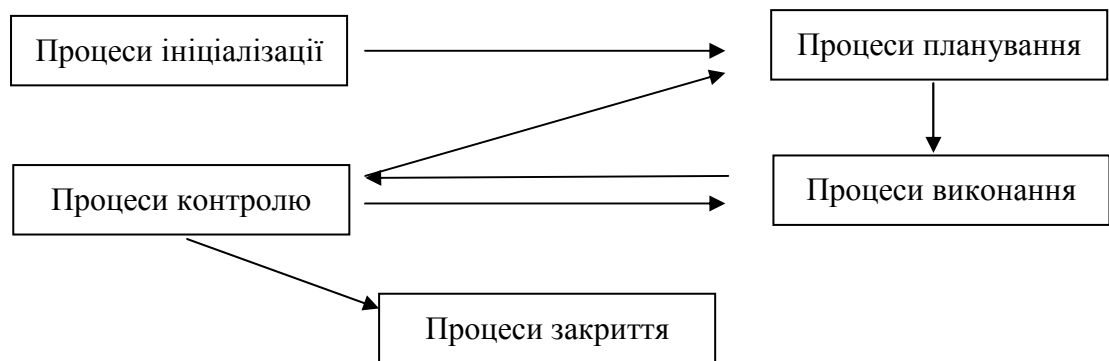 Процеси ініціалізації
Процеси планування
Процеси контролю
Процеси виконання
Процеси закриття